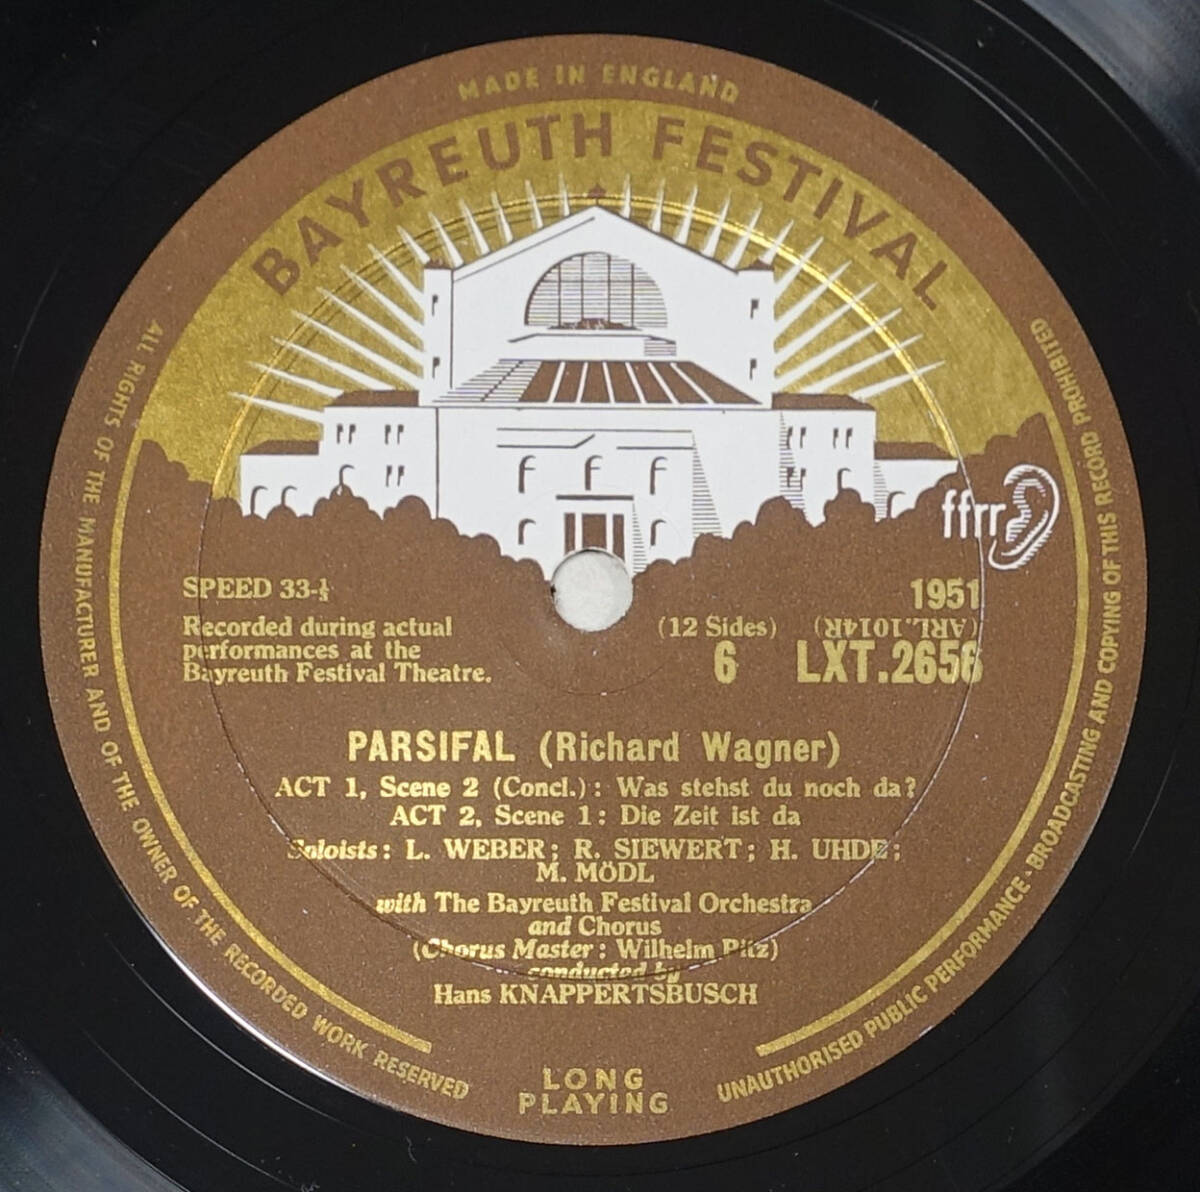 MADE IN ENGLAND
BAYREUTH FESTIVAL
ffrr
SPEED 33-⅓
1951
Recorded during actual
performances at the
Bayreuth Festival Theatre.
(12 Sides)
(ARL.1014R)
6
LXT.2656
PARSIFAL (Richard Wagner)
ACT 1, Scene 2 (Concl.): Was stehst du noch da?
ACT 2, Scene 1: Die Zeit ist da
Soloists: L. WEBER; R. SIEWERT; H. UHDE;
M. MÖDL
with The Bayreuth Festival Orchestra
and Chorus
(Chorus Master: Wilhelm Pitz)
conducted by
Hans KNAPPERTSBUSCH
LONG
PLAYING
ALL RIGHTS OF THE MANUFACTURER AND OF THE OWNER OF THE RECORDED WORK RESERVED
UNAUTHORISED PUBLIC PERFORMANCE·BROADCASTING AND COPYING OF THIS RECORD PROHIBITED